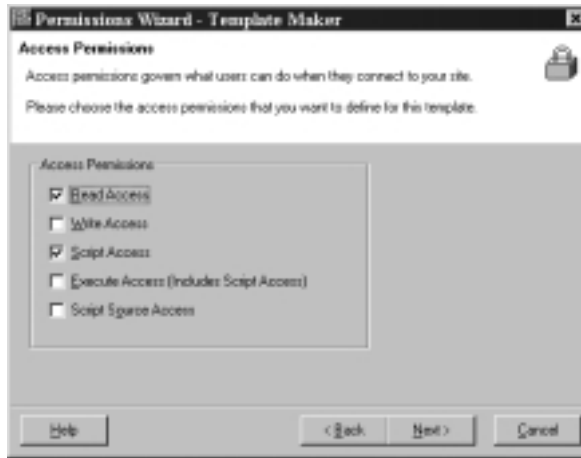 Permissions Wizard - Template Maker
Access Permissions
Access permissions govern what users can do when they connect to your site.
Please choose the access permissions that you want to define for this template.
Access Permissions
Read Access
Write Access
Script Access
Execute Access (Includes Script Access)
Script Source Access
Help
< Back
Next >
Cancel